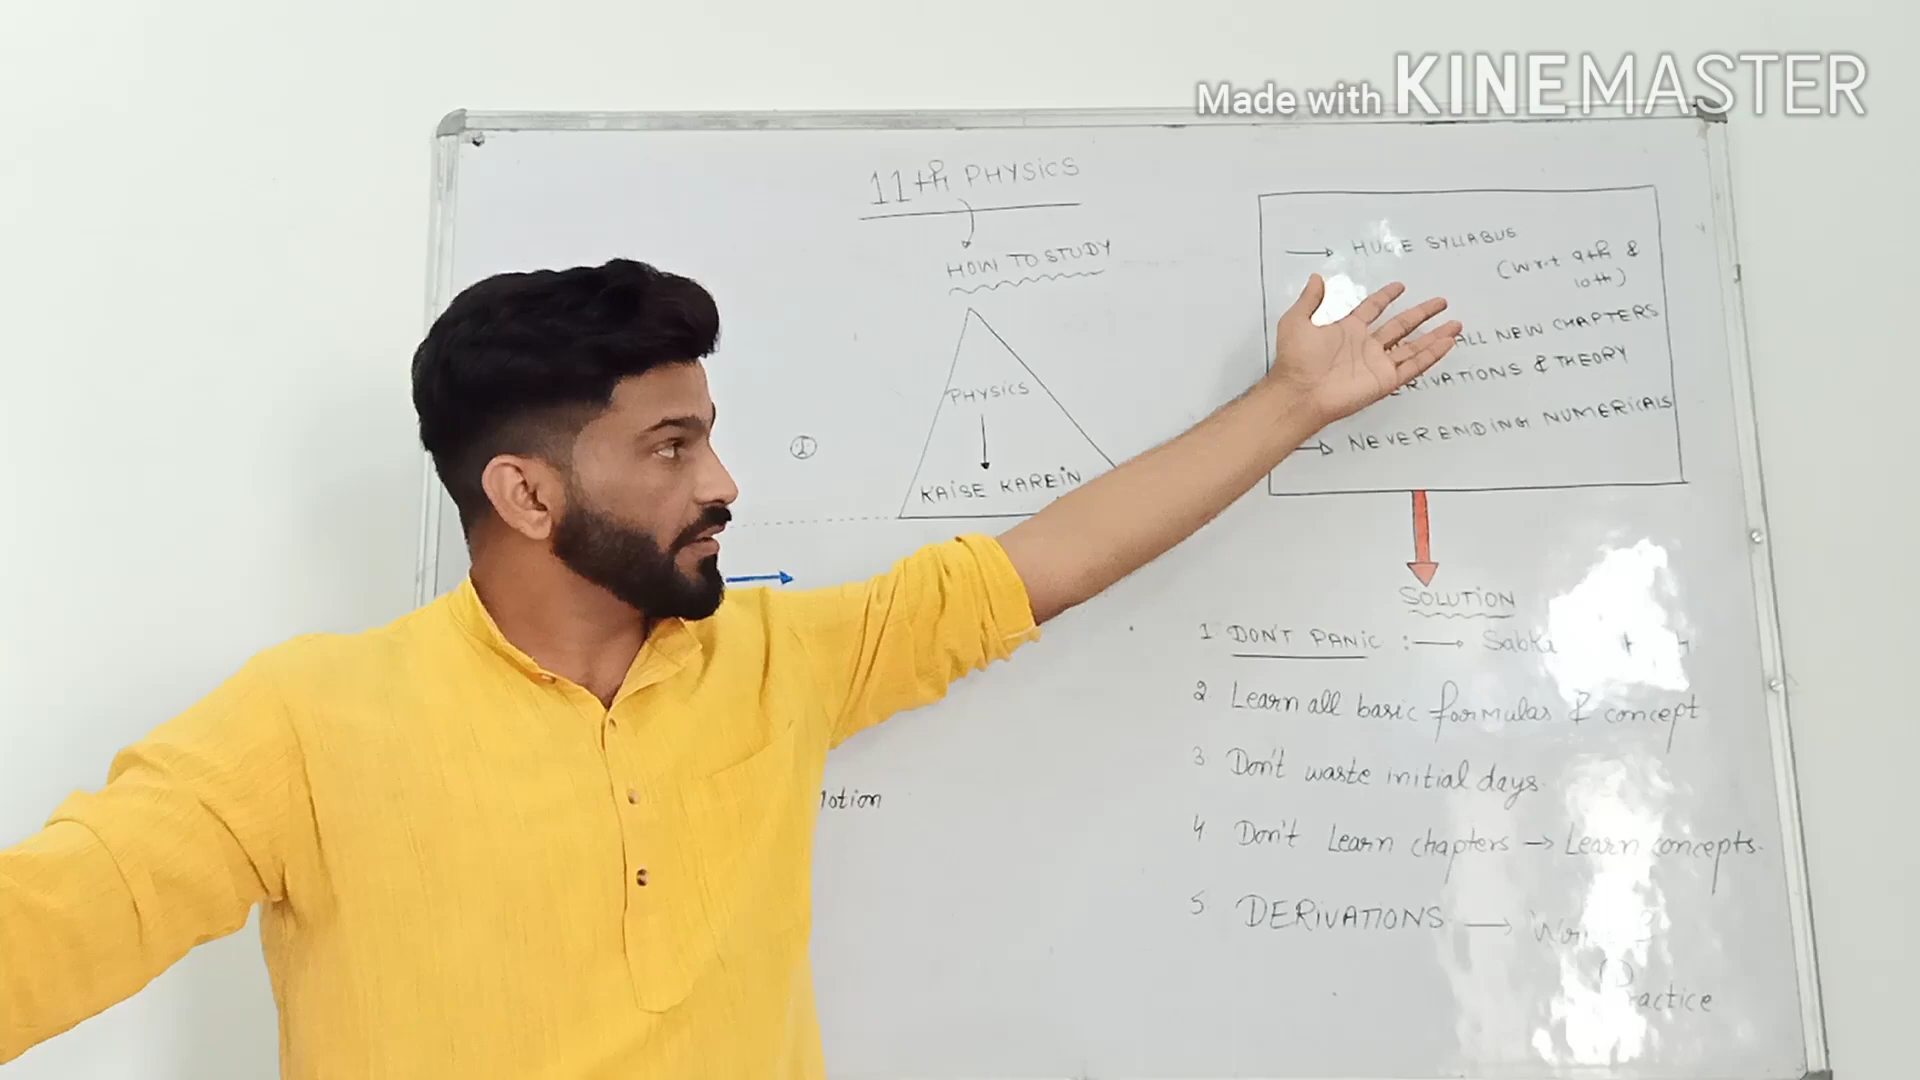 Made with KINEMASTER
11th PHYSICS
HOW TO STUDY
PHYSICS
KAISE KAREIN
1
HUGE SYLLABUS
(w.r.t 9th &
10th)
ALL NEW CHAPTERS
& THEORY
NEVER ENDING NUMERICALS
SOLUTION
1 DON'T PANIC :
2 Learn all basic formulas & concept
3 Don't waste initial days.
4 Don't Learn chapters → Learn concepts.
5 DERIVATIONS